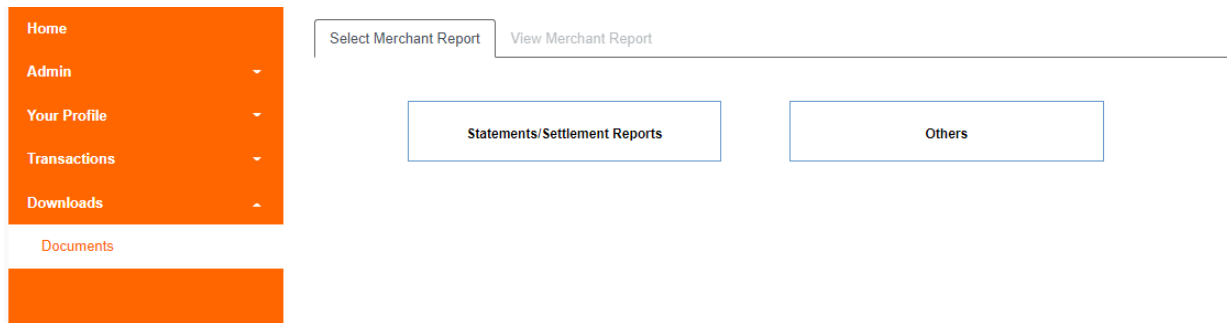 Home
Admin
Your Profile
Transactions
Downloads
Documents
Select Merchant Report
View Merchant Report
Statements/Settlement Reports
Others